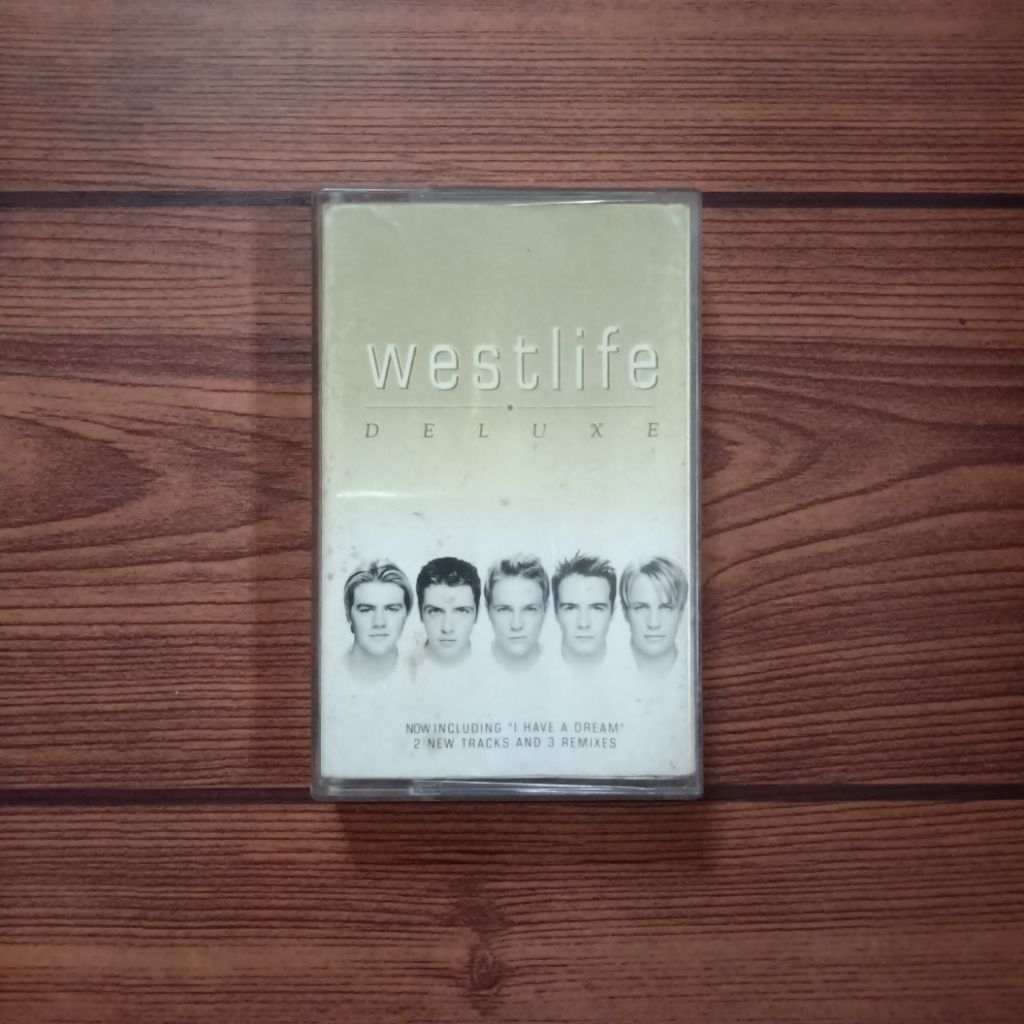 westlife
DELUXE
NOW INCLUDING "I HAVE A DREAM"
2 NEW TRACKS AND 3 REMIXES